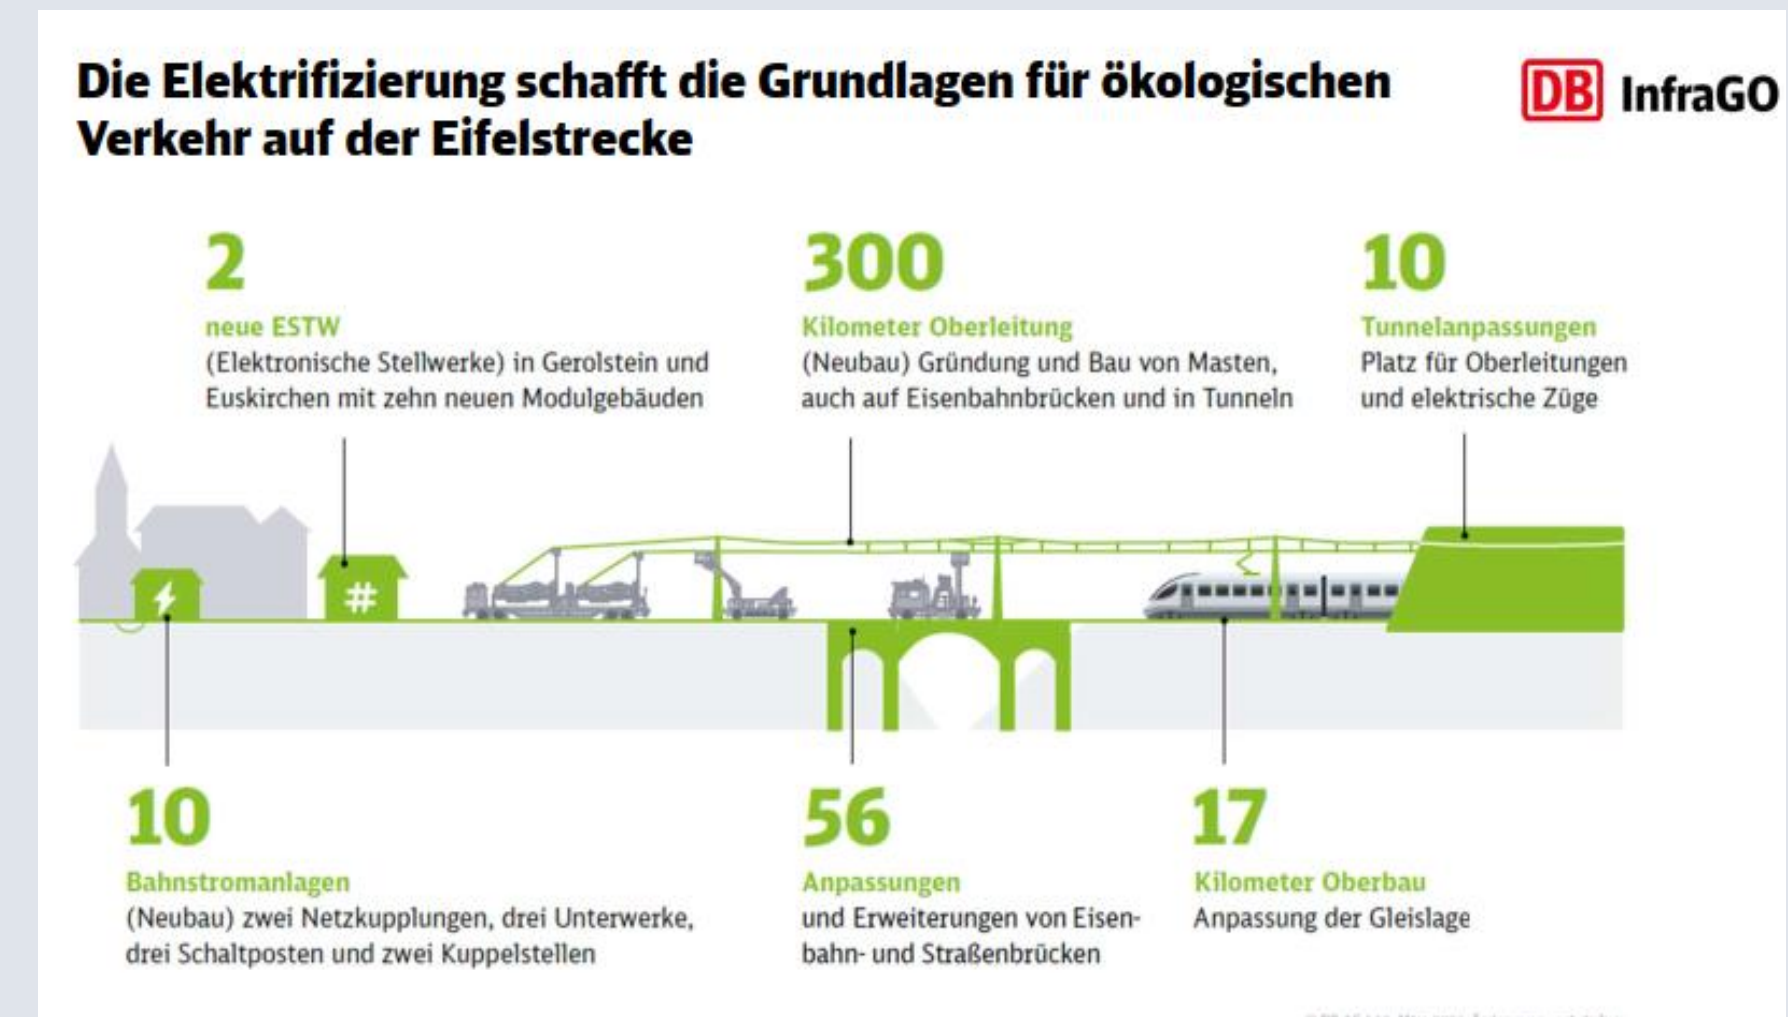 Die Elektrifizierung schafft die Grundlagen für ökologischen
Verkehr auf der Eifelstrecke
DB InfraGO
2
neue ESTW
(Elektronische Stellwerke) in Gerolstein und
Euskirchen mit zehn neuen Modulgebäuden
300
Kilometer Oberleitung
(Neubau) Gründung und Bau von Masten,
auch auf Eisenbahnbrücken und in Tunneln
10
Tunnelanpassungen
Platz für Oberleitungen
und elektrische Züge
#
10
Bahnstromanlagen
(Neubau) zwei Netzkupplungen, drei Unterwerke,
drei Schaltposten und zwei Kuppelstellen
56
Anpassungen
und Erweiterungen von Eisen-
bahn- und Straßenbrücken
17
Kilometer Oberbau
Anpassung der Gleislage